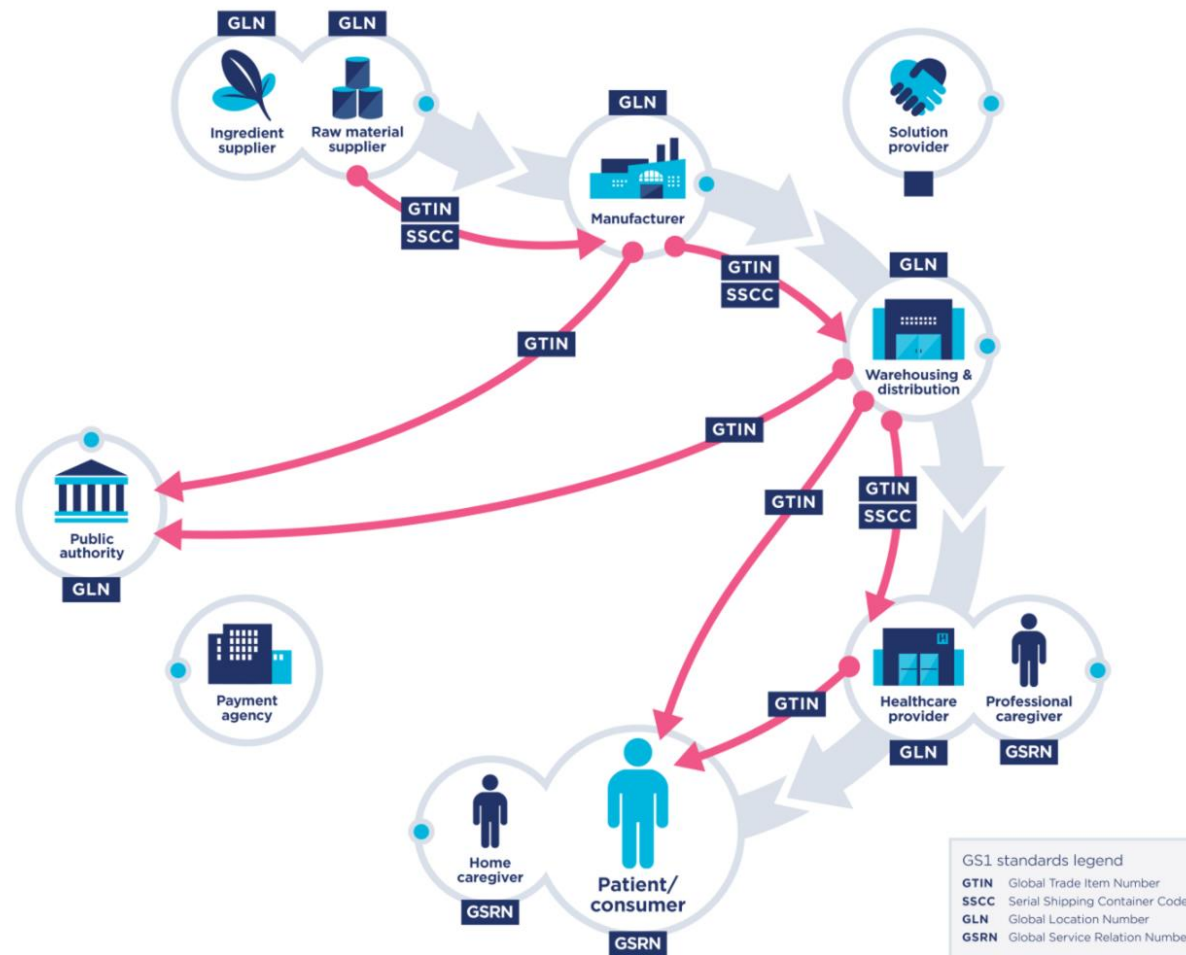 GLN
GLN
Ingredient
supplier
Raw material
supplier
GLN
Manufacturer
Solution
provider
GTIN
SSCC
GTIN
SSCC
GLN
Warehousing &
distribution
GTIN
GTIN
Public
authority
GLN
GTIN
GTIN
SSCC
Payment
agency
GTIN
H
Healthcare
provider
GLN
Professional
caregiver
GSRN
Home
caregiver
GSRN
Patient/
consumer
GSRN
GS1 standards legend
GTIN Global Trade Item Number
SSCC Serial Shipping Container Code
GLN Global Location Number
GSRN Global Service Relation Number